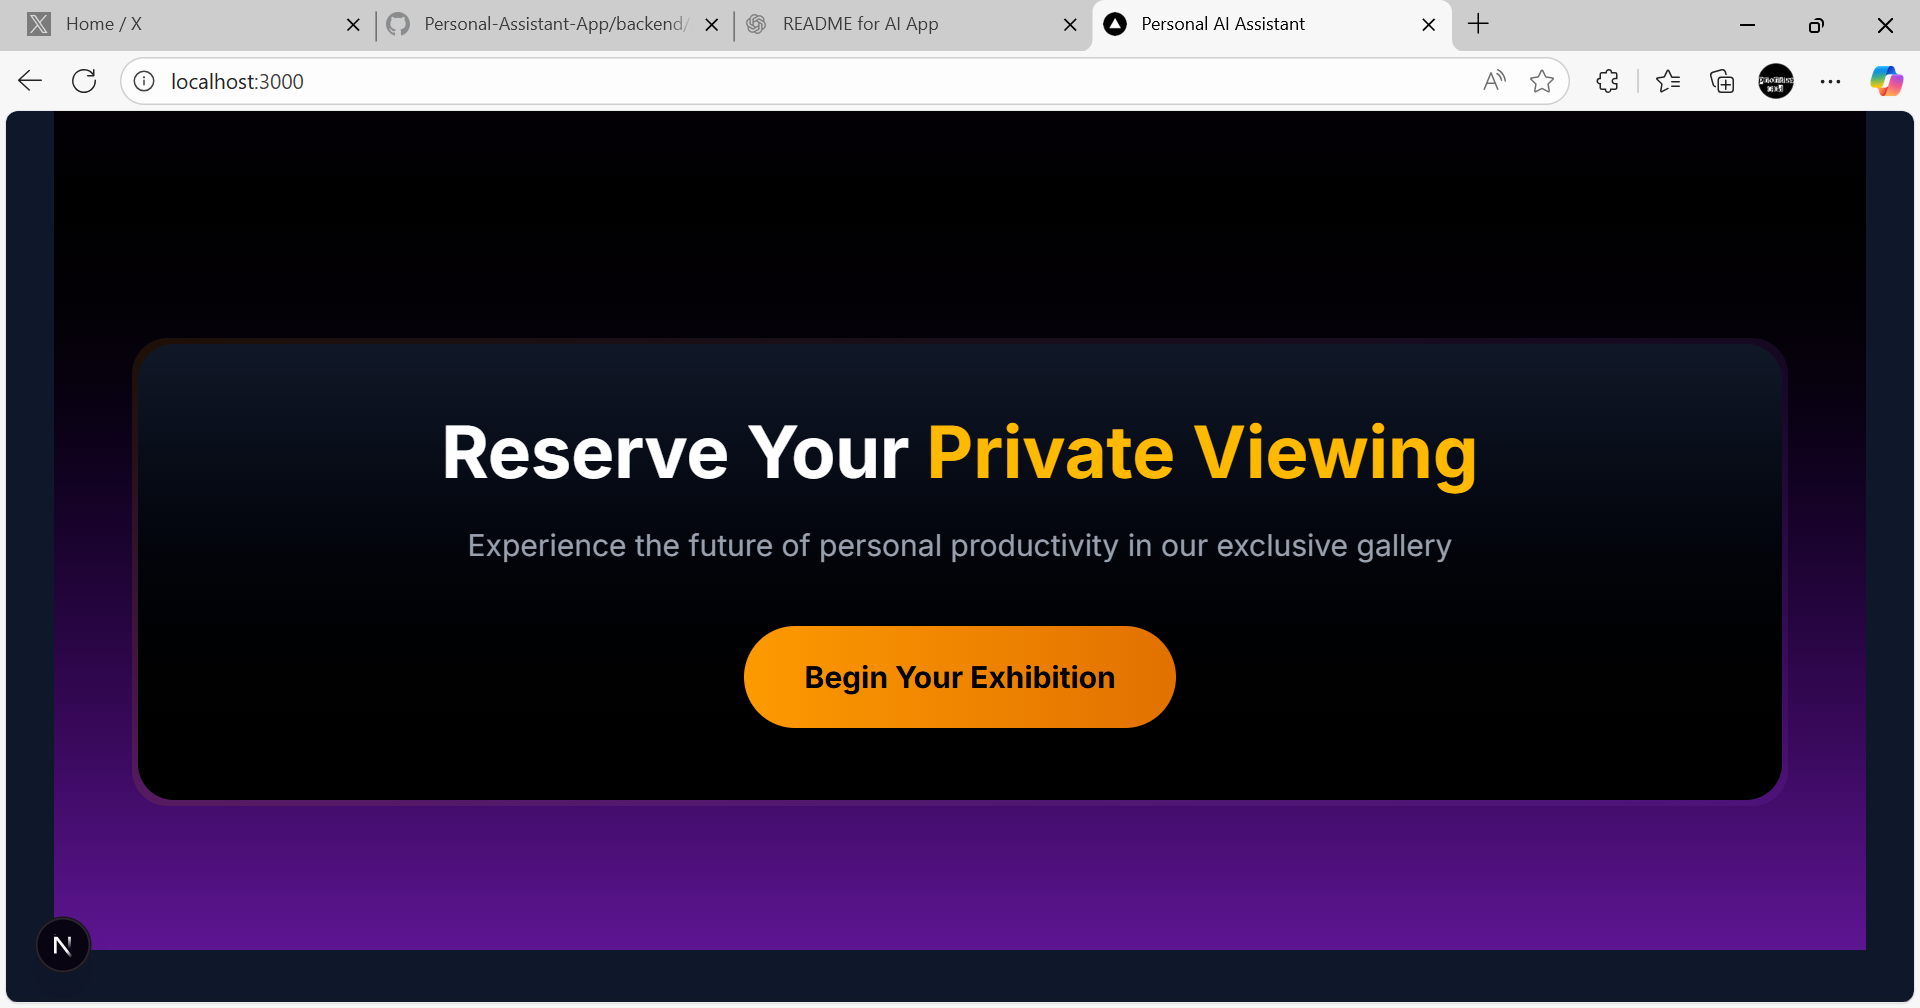 Home / X
Personal-Assistant-App/backend/
README for AI App
Personal AI Assistant
localhost:3000
Reserve Your Private Viewing
Experience the future of personal productivity in our exclusive gallery
Begin Your Exhibition
N